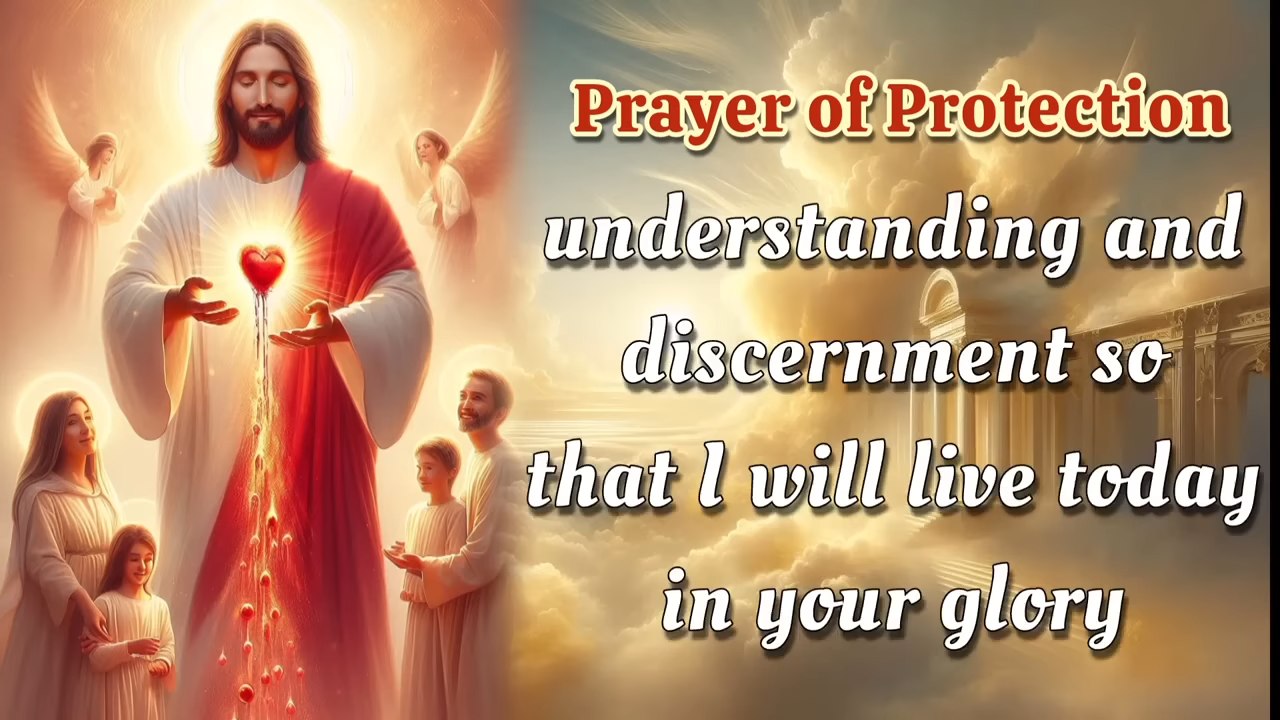 Prayer of Protection
understanding and
discernment so
that I will live today
in your glory